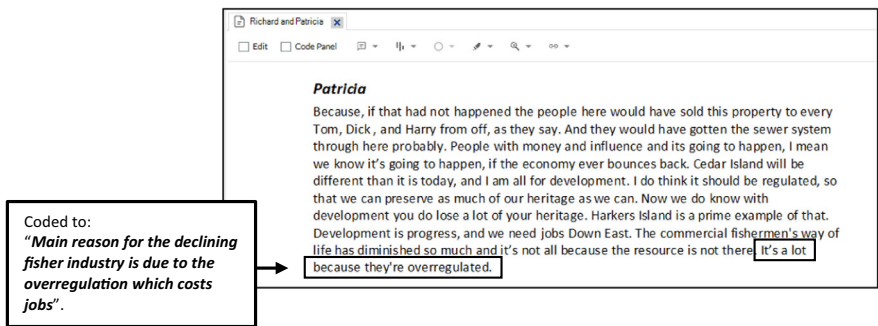 Richard and Patricia
Edit Code Panel
Patricia
Because, if that had not happened the people here would have sold this property to every
Tom, Dick , and Harry from off, as they say. And they would have gotten the sewer system
through here probably. People with money and influence and its going to happen, I mean
we know it's going to happen, if the economy ever bounces back. Cedar Island will be
different than it is today, and I am all for development. I do think it should be regulated, so
that we can preserve as much of our heritage as we can. Now we do know with
development you do lose a lot of your heritage. Harkers Island is a prime example of that.
Development is progress, and we need jobs Down East. The commercial fishermen's way of
life has diminished so much and it's not all because the resource is not there. It's a lot
because they're overregulated.
Coded to:
"Main reason for the declining
fisher industry is due to the
overregulation which costs
jobs".